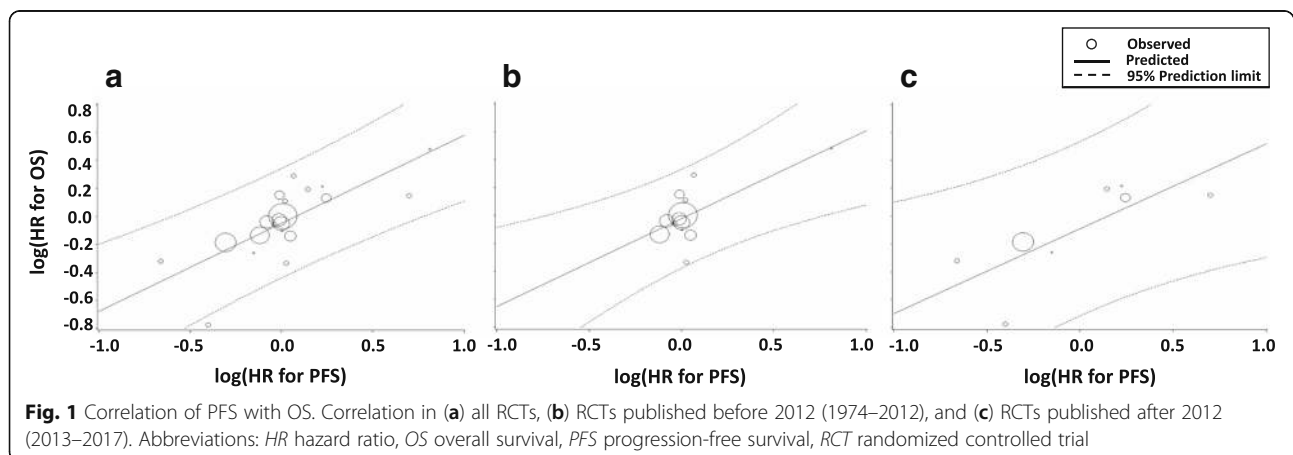 Observed
Predicted
95% Prediction limit
a
b
c
0.8
0.6
0.4
0.2
0.0
-0.2
-0.4
-0.6
-0.8
log(HR for OS)
-1.0 -0.5 0.0 0.5 1.0
-1.0 -0.5 0.0 0.5 1.0
-1.0 -0.5 0.0 0.5 1.0
log(HR for PFS)
log(HR for PFS)
log(HR for PFS)
Fig. 1 Correlation of PFS with OS. Correlation in (a) all RCTs, (b) RCTs published before 2012 (1974–2012), and (c) RCTs published after 2012
(2013–2017). Abbreviations: HR hazard ratio, OS overall survival, PFS progression-free survival, RCT randomized controlled trial